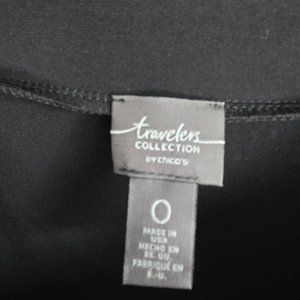 travelers
COLLECTION
BY CHICO'S
0
MADE IN
USA
HECHO EN
EE. UU.
FABRIQUÉ EN
É.-U.